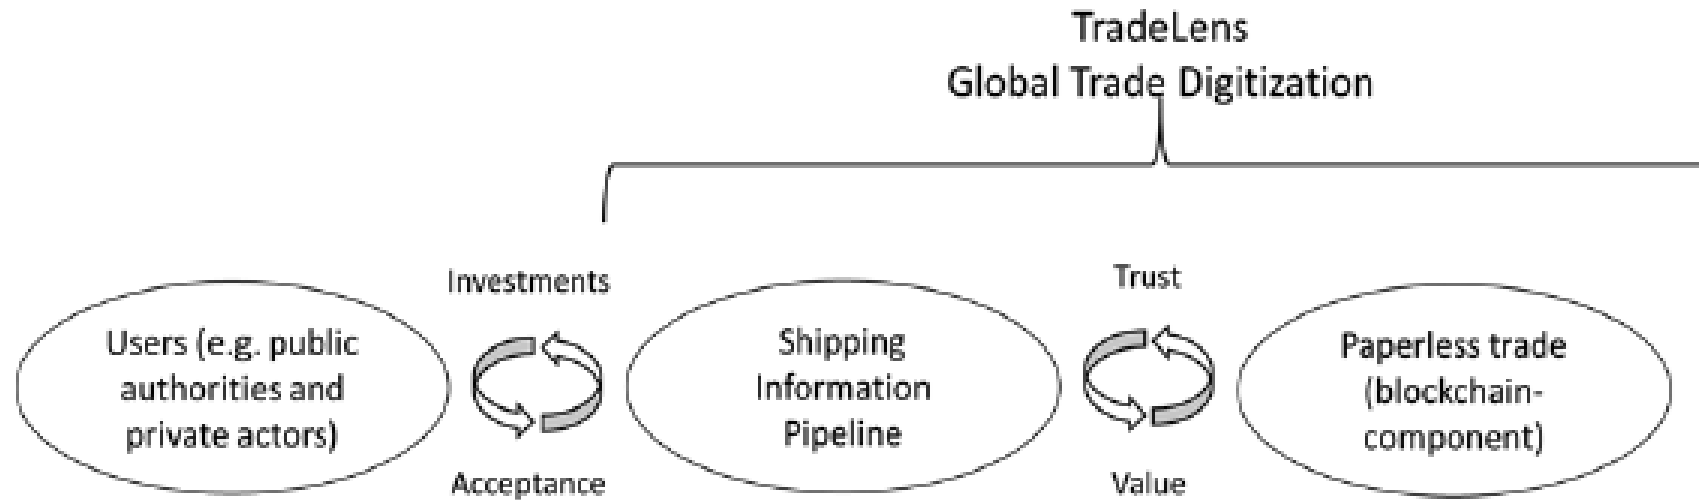 TradeLens
Global Trade Digitization
Investments
Trust
Users (e.g. public
authorities and
private actors)
Shipping
Information
Pipeline
Paperless trade
(blockchain-
component)
Acceptance
Value